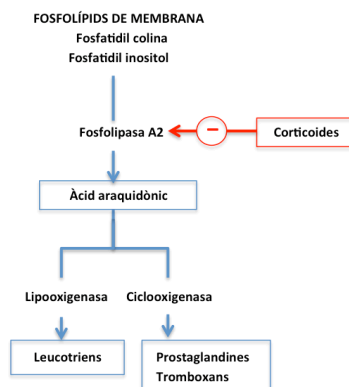 FOSFOLÍPIDS DE MEMBRANA
Fosfatidil colina
Fosfatidil inositol
Fosfolipasa A2
Corticoides
Àcid araquidònic
Lipooxigenasa
Ciclooxigenasa
Leucotriens
Prostaglandines
Tromboxans